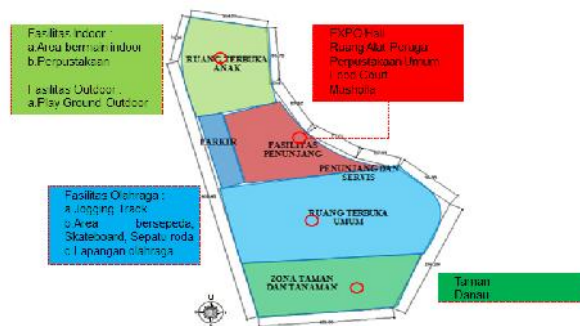 Fasilitas Indoor :
a.Area bermain indoor
b.Perpustakaan
Fasilitas Outdoor :
a.Play Ground Outdoor
EXPO Hall
Ruang Alat Peraga
Perpustakaan Umum
Food Court
Musholla
RUANG TERBUKA
ANAK
PARKIR
FASILITAS
PENUNJANG
PENUNJANG DAN
SERVIS
Fasilitas Olahraga :
a.Jogging Track
b.Area bersepeda,
Skateboard, Sepatu roda
c.Lapangan olahraga
RUANG TERBUKA
UMUM
ZONA TAMAN
DAN TANAMAN
Taman
Danau
U